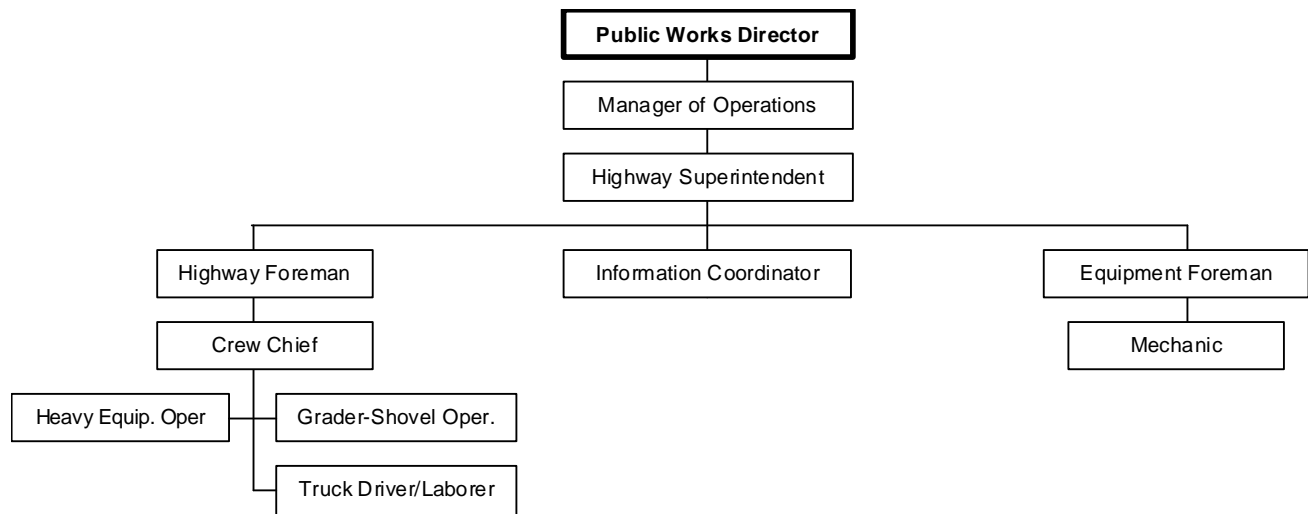 Public Works Director
Manager of Operations
Highway Superintendent
Highway Foreman
Information Coordinator
Equipment Foreman
Crew Chief
Mechanic
Heavy Equip. Oper
Grader-Shovel Oper.
Truck Driver/Laborer